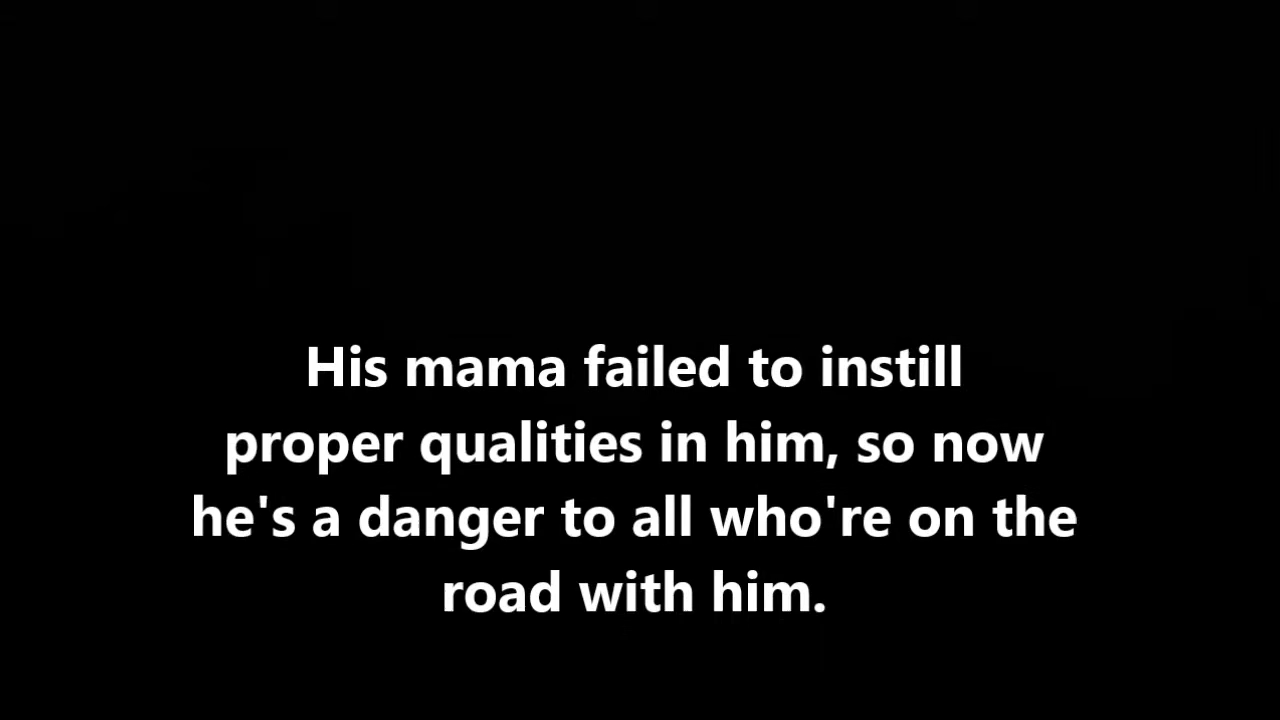 His mama failed to instill
proper qualities in him, so now
he's a danger to all who're on the
road with him.